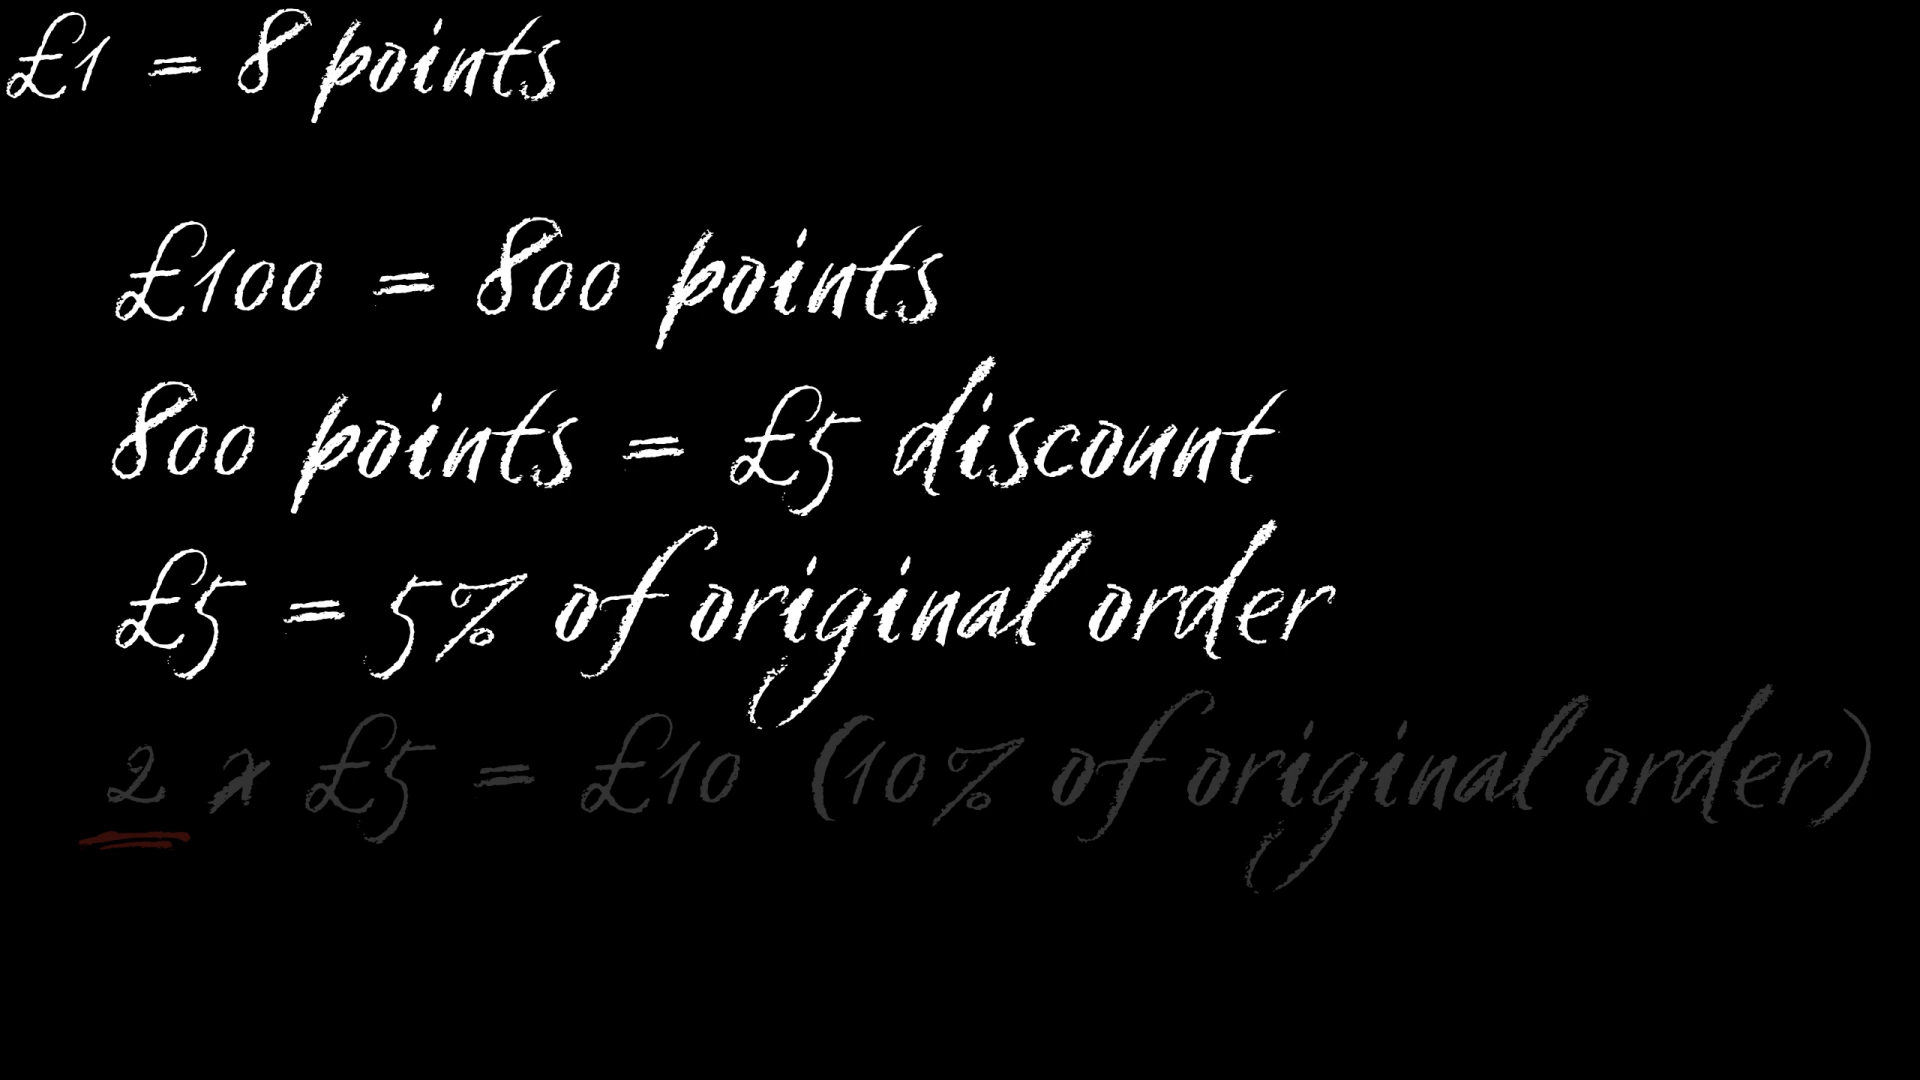 £1 = 8 points
£100 = 800 points
800 points = £5 discount
£5 = 5% of original order
2 x £5 = £10 (10% of original order)